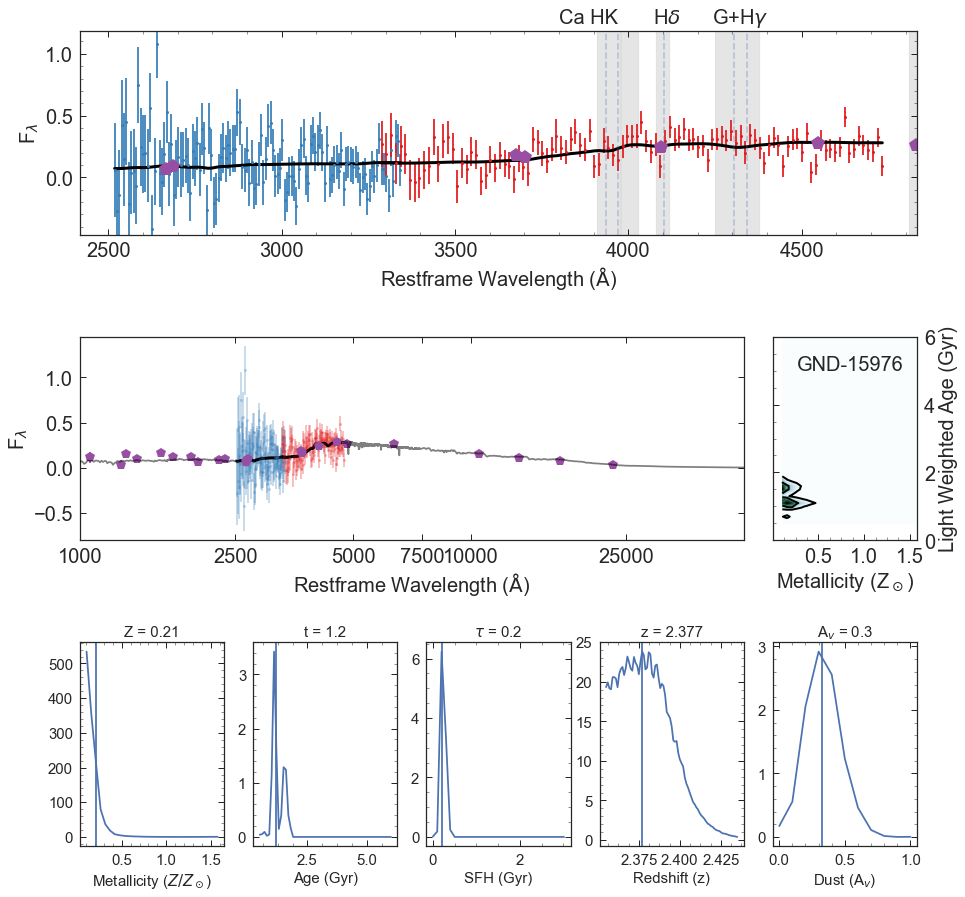 Ca HK Hδ G+Hγ
1.0
0.5
0.0
F_λ
2500 3000 3500 4000 4500
Restframe Wavelength (Å)
1.0
0.5
0.0
−0.5
F_λ
1000 2500 5000 7500 10000 25000
Restframe Wavelength (Å)
GND-15976
6
4
2
0
Light Weighted Age (Gyr)
0.5 1.0 1.5
Metallicity (Z_⊙)
Z = 0.21
500
400
300
200
100
0
0.5 1.0 1.5
Metallicity (Z/Z_⊙)
t = 1.2
3
2
1
0
2.5 5.0
Age (Gyr)
τ = 0.2
6
4
2
0
0 2
SFH (Gyr)
z = 2.377
25
20
15
10
5
0
2.375 2.400 2.425
Redshift (z)
A_v = 0.3
3
2
1
0
0.0 0.5 1.0
Dust (A_v)